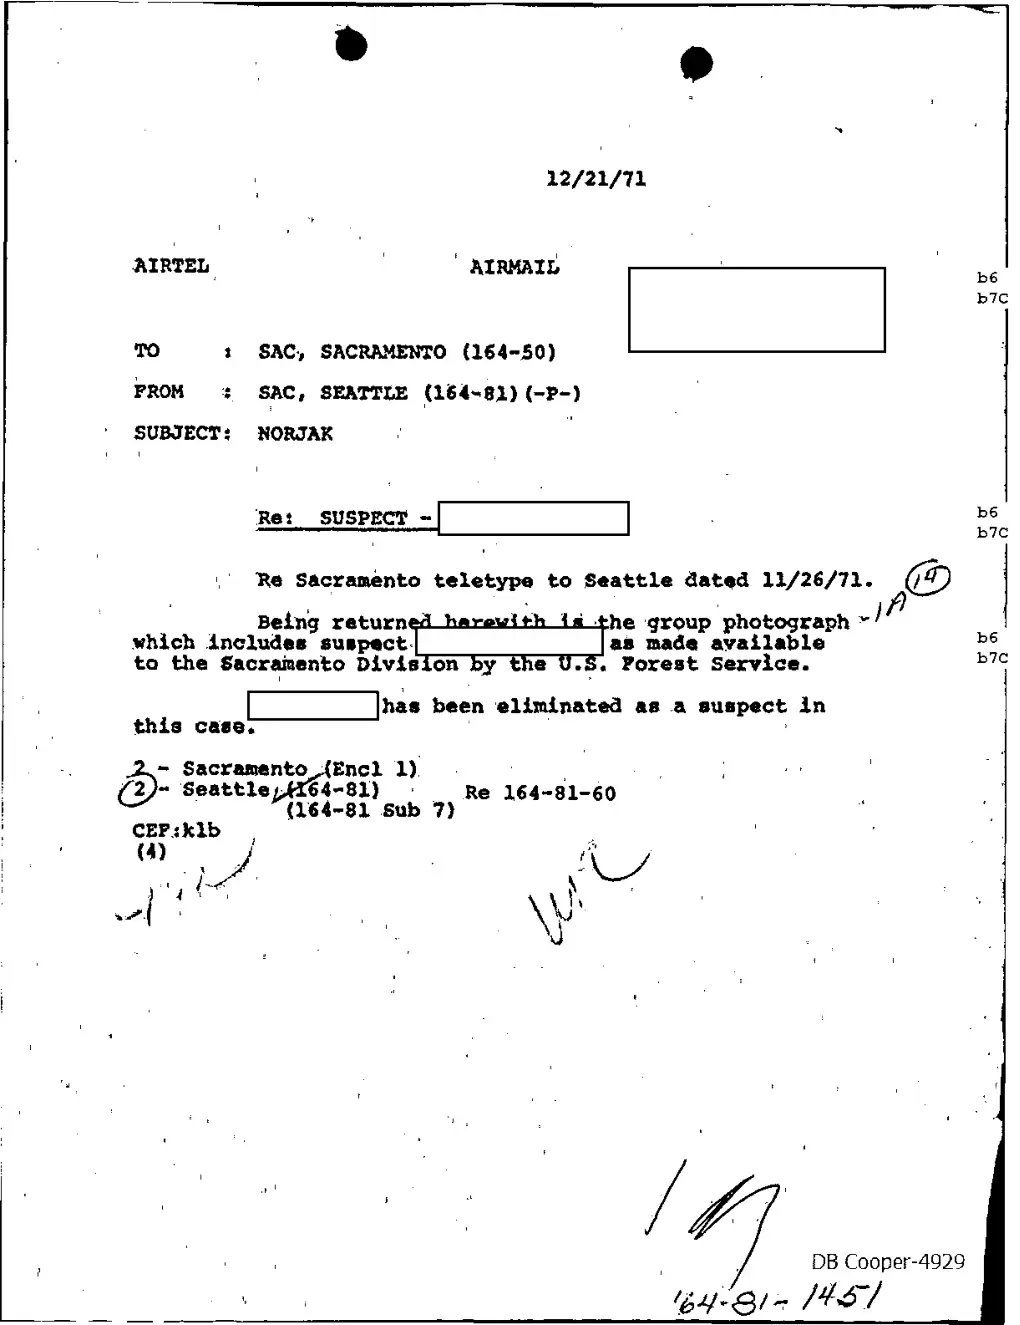 12/21/71
AIRTEL AIRMAIL
b6
b7C
TO : SAC, SACRAMENTO (164-50)
FROM : SAC, SEATTLE (164-81)(-P-)
SUBJECT: NORJAK
Re: SUSPECT -
b6
b7C
Re Sacramento teletype to Seattle dated 11/26/71.
Being returned herewith is the group photograph - 1A 19
which includes suspect as made available
b6
to the Sacramento Division by the U.S. Forest Service.
b7C
has been eliminated as a suspect in
this case.
2 - Sacramento (Encl 1)
2 - Seattle (164-81) Re 164-81-60
(164-81 Sub 7)
CEF:klb
(4)
DB Cooper-4929
164-81-1451